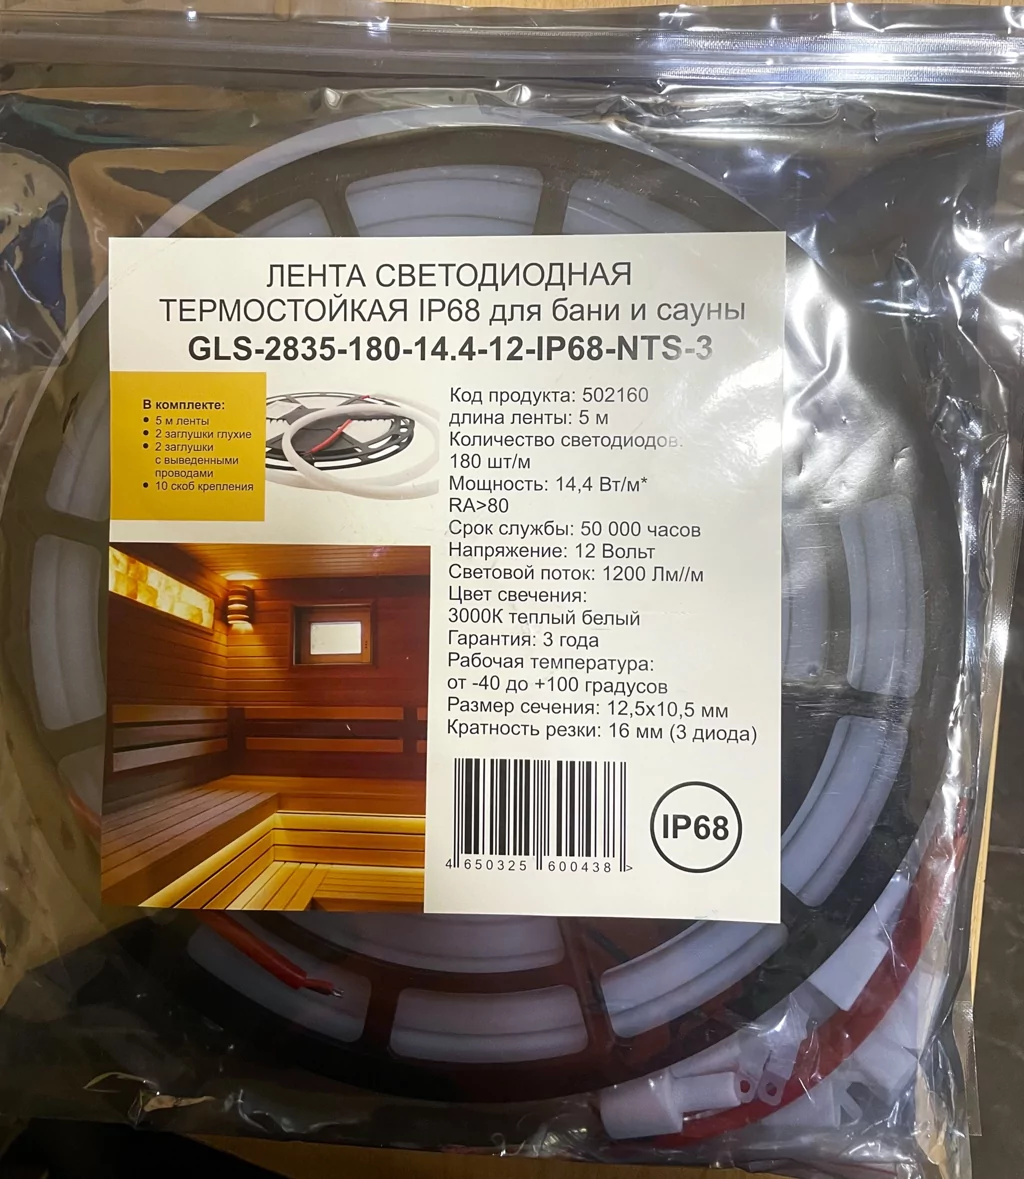 ЛЕНТА СВЕТОДИОДНАЯ
ТЕРМОСТОЙКАЯ IP68 для бани и сауны
GLS-2835-180-14.4-12-IP68-NTS-3
В комплекте:
• 5 м ленты
• 2 заглушки глухие
• 2 заглушки
с выведенными
проводами
• 10 скоб крепления
Код продукта: 502160
длина ленты: 5 м
Количество светодиодов:
180 шт/м
Мощность: 14,4 Вт/м*
RA>80
Срок службы: 50 000 часов
Напряжение: 12 Вольт
Световой поток: 1200 Лм//м
Цвет свечения:
3000К теплый белый
Гарантия: 3 года
Рабочая температура:
от -40 до +100 градусов
Размер сечения: 12,5х10,5 мм
Кратность резки: 16 мм (3 диода)
4 650325 600438 >
IP68